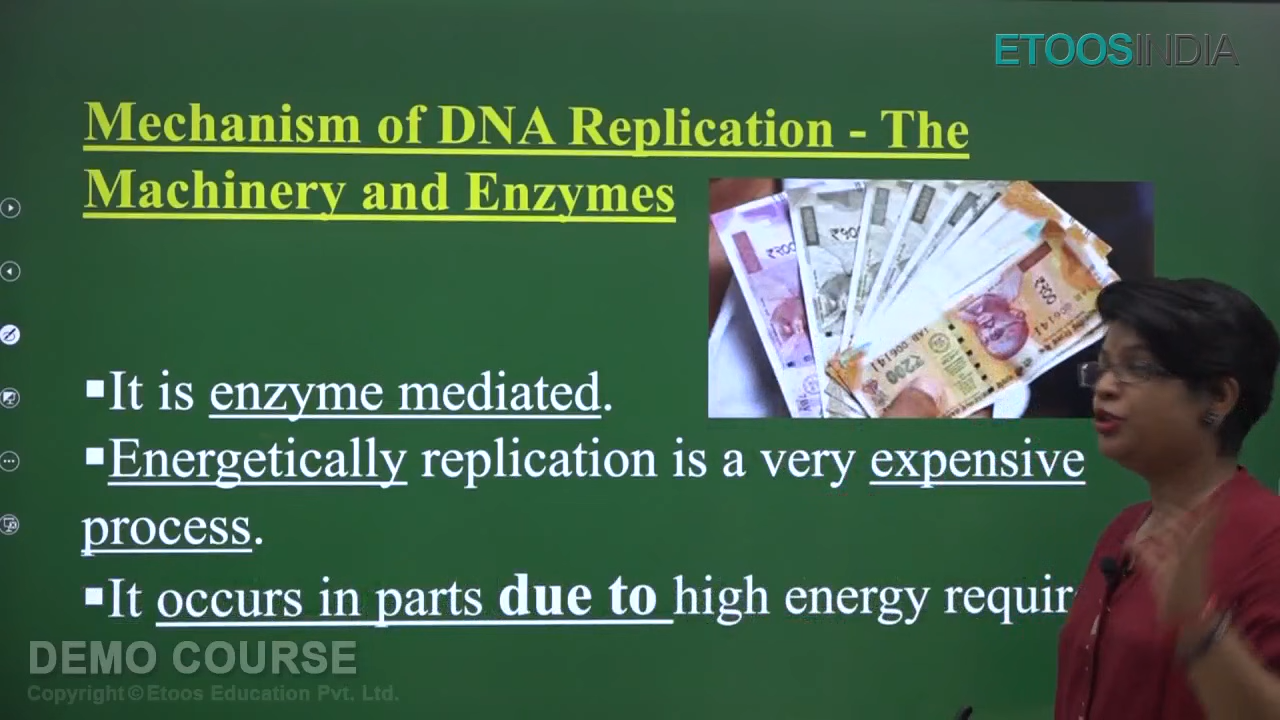 ETOOSINDIA
Mechanism of DNA Replication - The
Machinery and Enzymes
▪It is enzyme mediated.
▪Energetically replication is a very expensive
process.
▪It occurs in parts due to high energy requir
DEMO COURSE
Copyright©Etoos Education Pvt. Ltd.